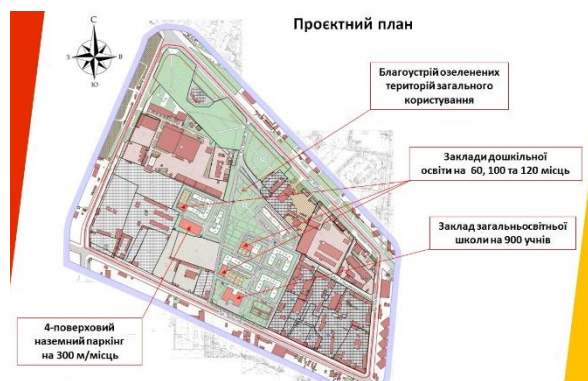 Проєктний план
С
З
В
Ю
Благоустрій озеленених
територій загального
користування
Заклади дошкільної
освіти на 60, 100 та 120 місць
Заклад загальньосвітньої
школи на 900 учнів
4-поверховий
наземний паркінг
на 300 м/місць